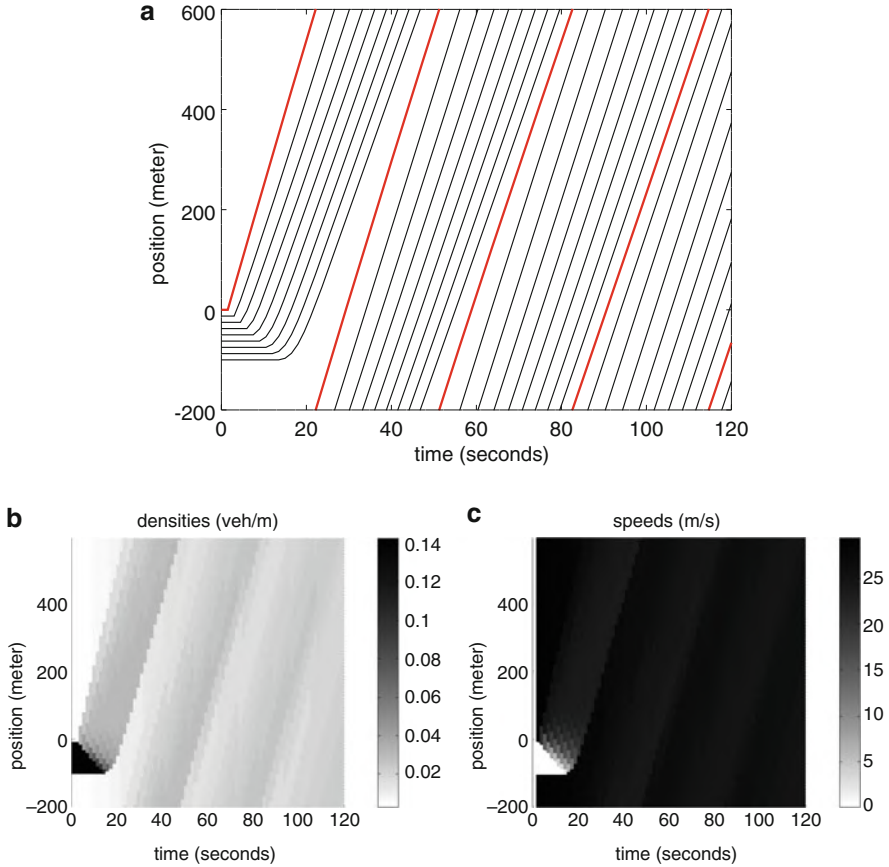 a
600
400
200
0
-200
position (meter)
0 20 40 60 80 100 120
time (seconds)
b
densities (veh/m)
400
200
0
−200
position (meter)
0 20 40 60 80 100 120
time (seconds)
0.14
0.12
0.1
0.08
0.06
0.04
0.02
c
speeds (m/s)
400
200
0
−200
position (meter)
0 20 40 60 80 100 120
time (seconds)
25
20
15
10
5
0